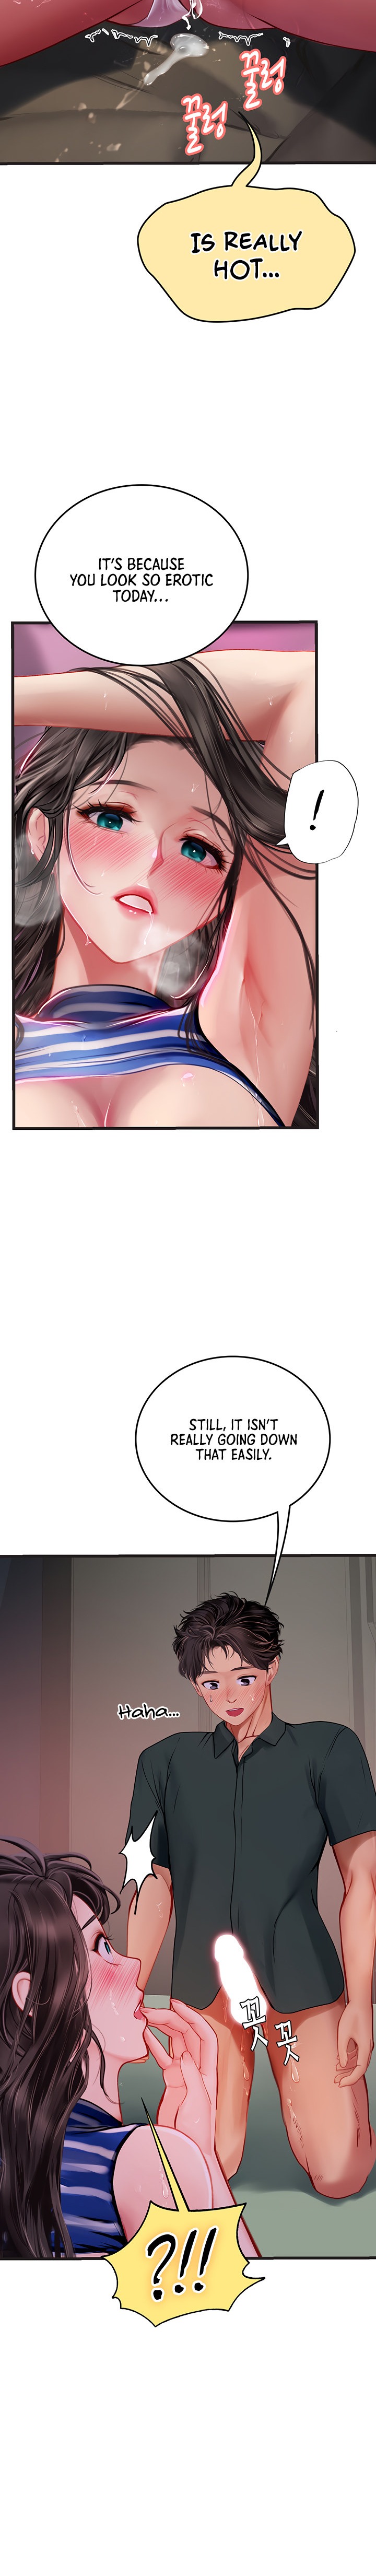 꿀렁
꿀렁
IS REALLY
HOT...
IT'S BECAUSE
YOU LOOK SO EROTIC
TODAY...
!
STILL, IT ISN'T
REALLY GOING DOWN
THAT EASILY.
Haha...
꼿
꼿
?!!